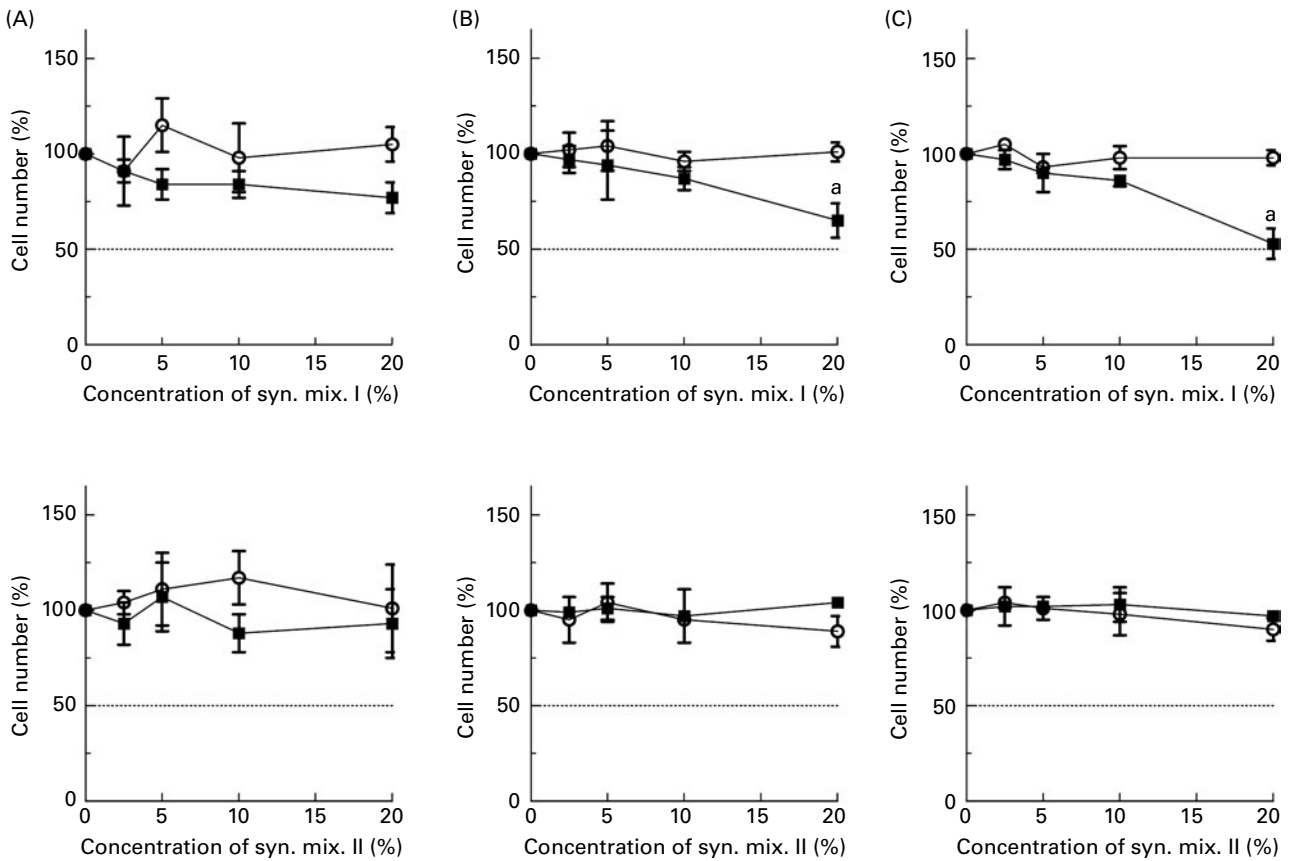 (A)
150
100
50
0
Cell number (%)
0 5 10 15 20
Concentration of syn. mix. I (%)
(B)
150
100
50
0
Cell number (%)
a
0 5 10 15 20
Concentration of syn. mix. I (%)
(C)
150
100
50
0
Cell number (%)
a
0 5 10 15 20
Concentration of syn. mix. I (%)
150
100
50
0
Cell number (%)
0 5 10 15 20
Concentration of syn. mix. II (%)
150
100
50
0
Cell number (%)
0 5 10 15 20
Concentration of syn. mix. II (%)
150
100
50
0
Cell number (%)
0 5 10 15 20
Concentration of syn. mix. II (%)